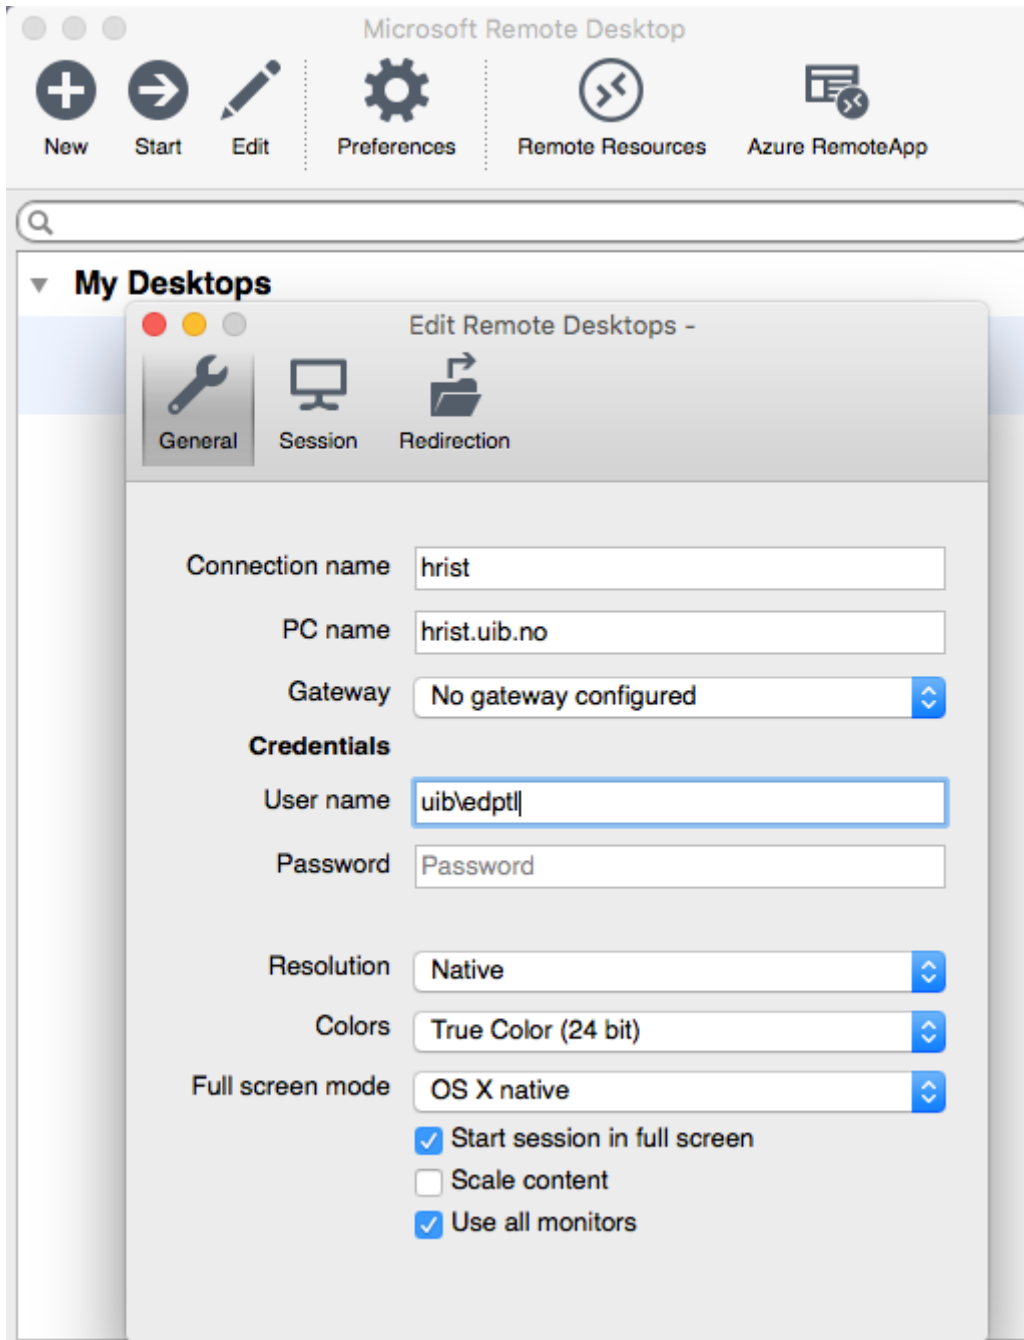 Microsoft Remote Desktop
New Start Edit Preferences Remote Resources Azure RemoteApp
My Desktops
Edit Remote Desktops -
General Session Redirection
Connection name hrist
PC name hrist.uib.no
Gateway No gateway configured
Credentials
User name uib\edptl
Password Password
Resolution Native
Colors True Color (24 bit)
Full screen mode OS X native
Start session in full screen
Scale content
Use all monitors